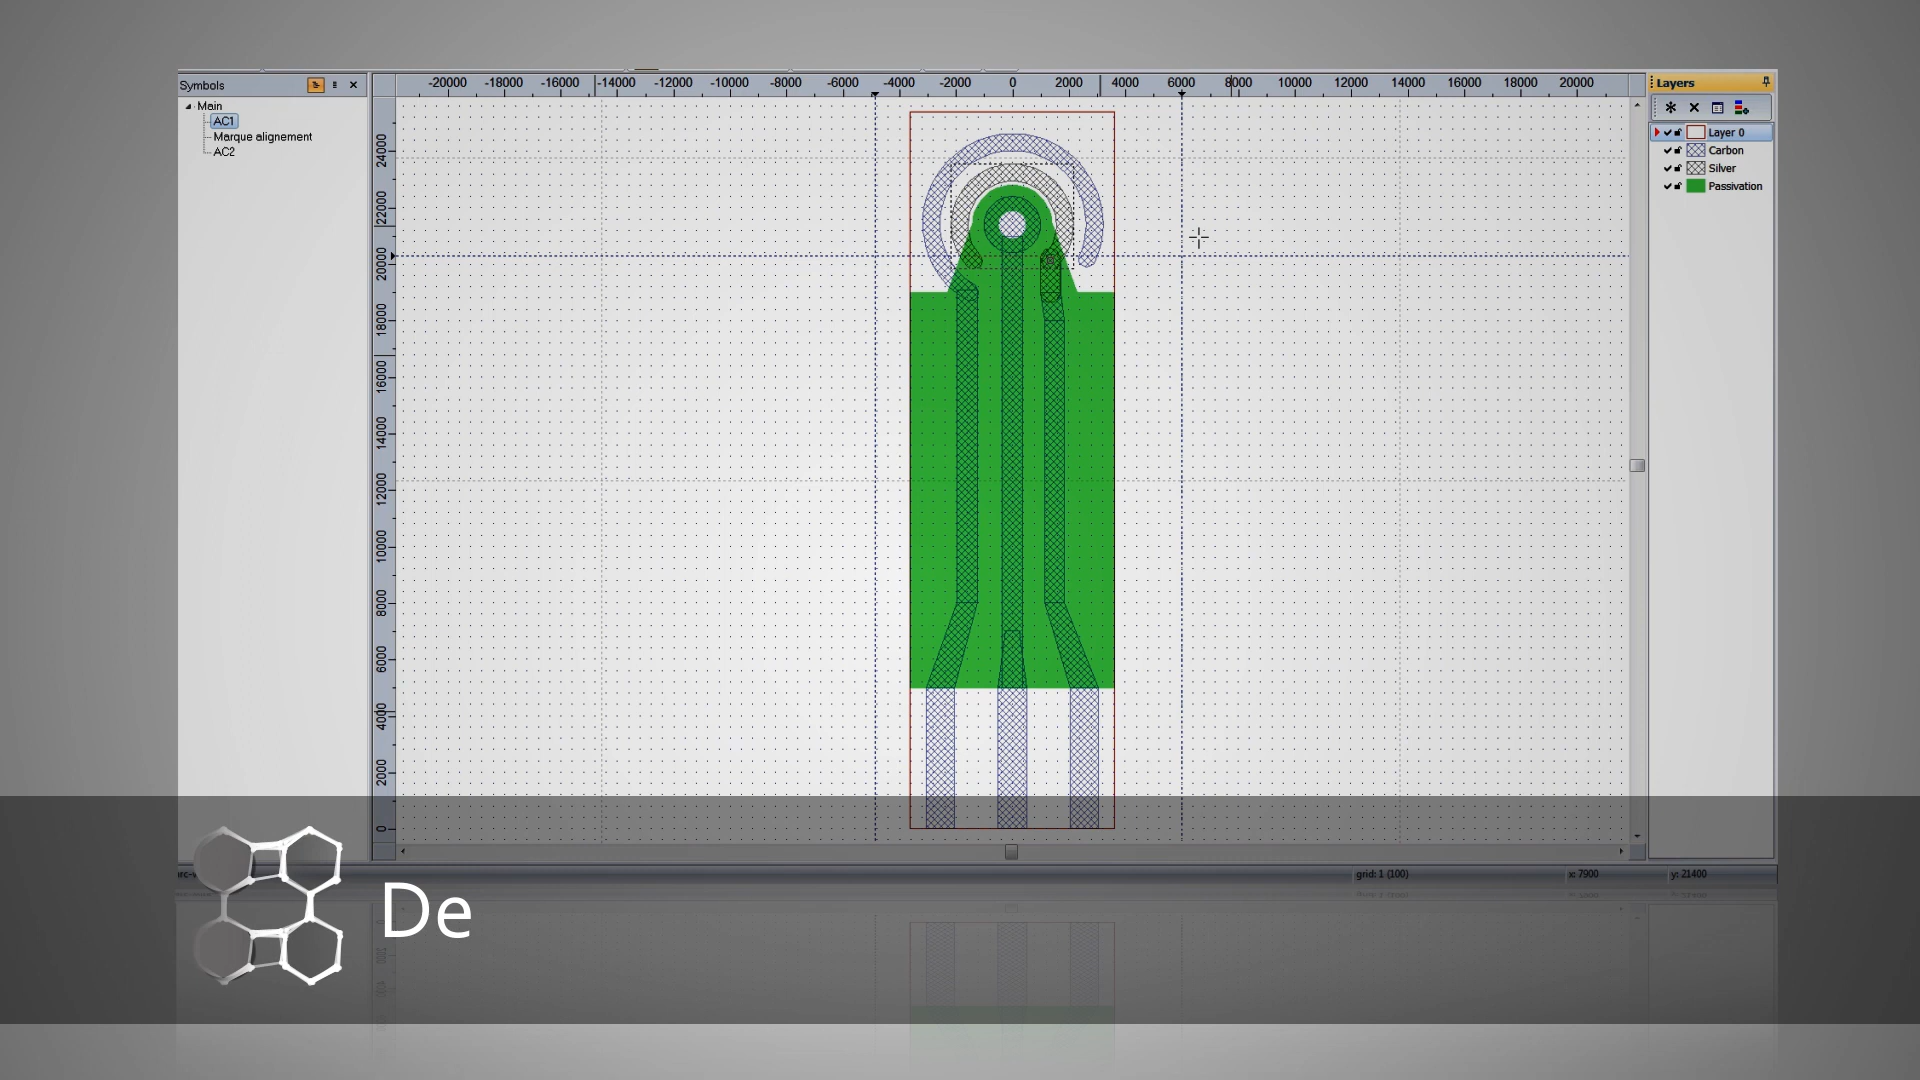 Symbols
Main
AC1
Marque alignement
AC2
-20000 -18000 -16000 -14000 -12000 -10000 -8000 -6000 -4000 -2000 0 2000 4000 6000 8000 10000 12000 14000 16000 18000 20000
24000
22000
20000
18000
16000
14000
12000
10000
8000
6000
4000
2000
0
Layers
Layer 0
Carbon
Silver
Passivation
grid: 1 (100) x: 7900 y: 21400
De